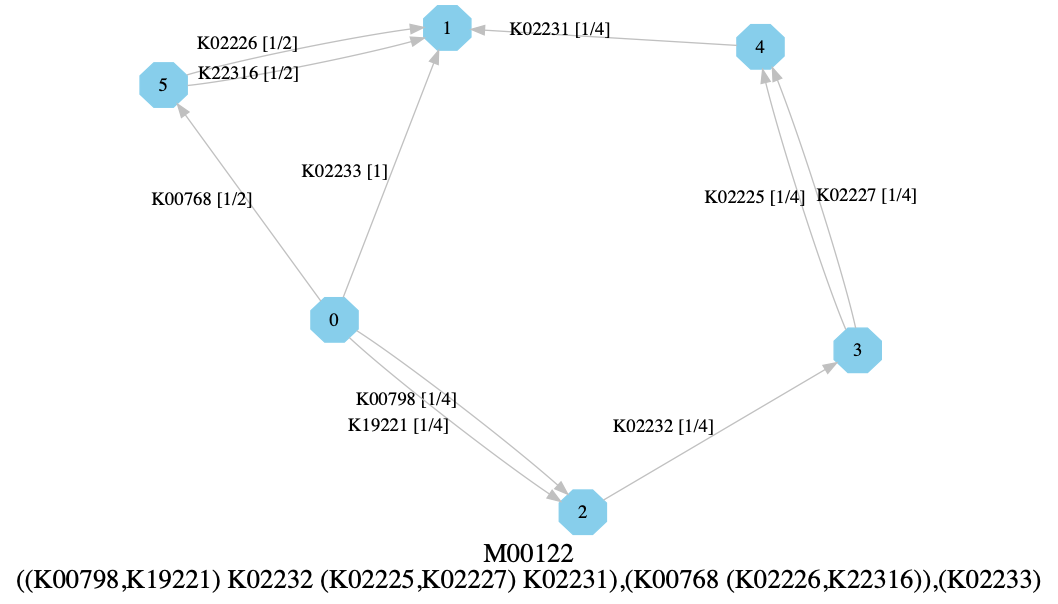 1
K02231 [1/4]
4
K02226 [1/2]
K22316 [1/2]
5
K02233 [1]
K00768 [1/2]
K02225 [1/4]
K02227 [1/4]
0
3
K00798 [1/4]
K19221 [1/4]
K02232 [1/4]
2
M00122
((K00798,K19221) K02232 (K02225,K02227) K02231),(K00768 (K02226,K22316)),(K02233)